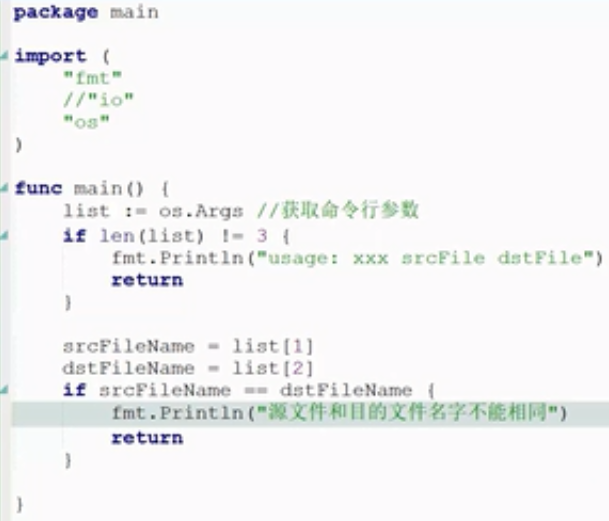 package main
import (
"fmt"
//"io"
"os"
)
func main() {
list := os.Args //获取命令行参数
if len(list) != 3 {
fmt.Println("usage: xxx srcFile dstFile")
return
}
srcFileName = list[1]
dstFileName = list[2]
if srcFileName == dstFileName {
fmt.Println("源文件和目的文件名字不能相同")
return
}
}